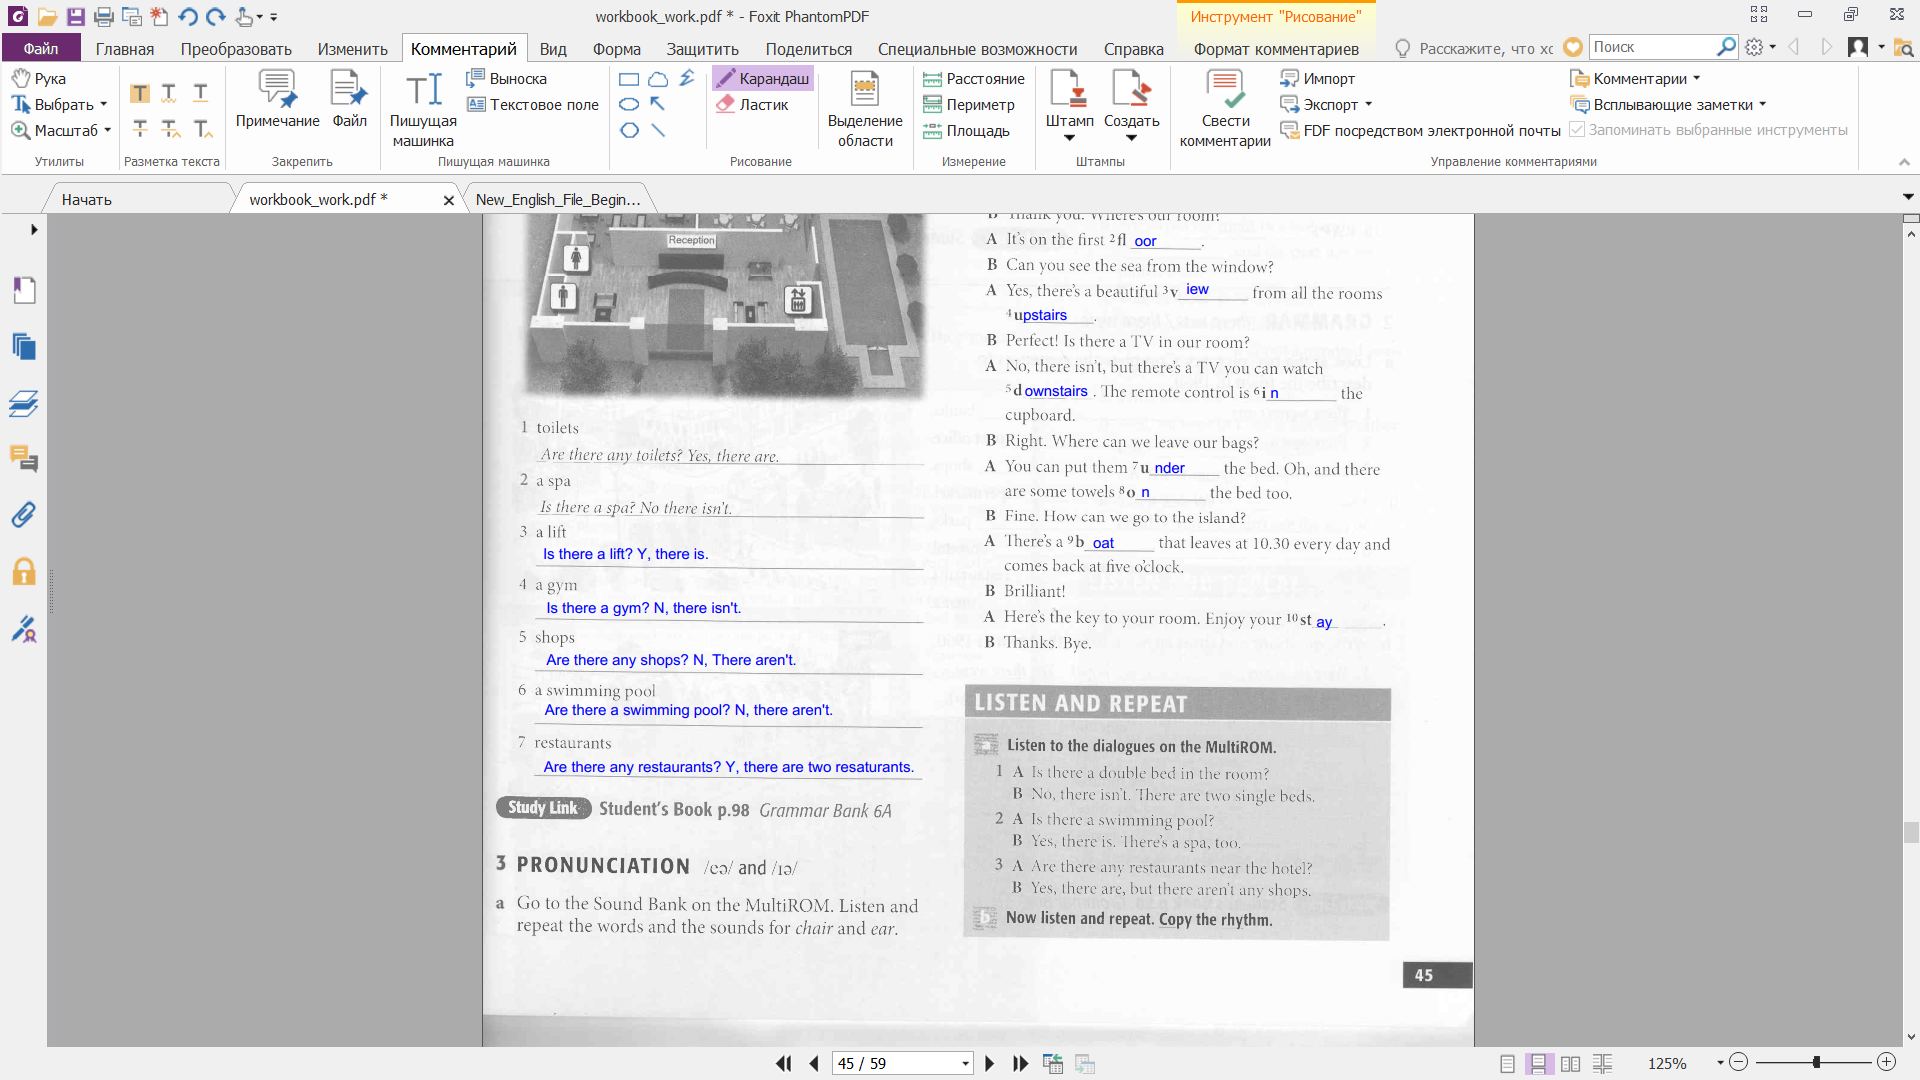 workbook_work.pdf * - Foxit PhantomPDF
Инструмент "Рисование"
Файл
Главная
Преобразовать
Изменить
Комментарий
Вид
Форма
Защитить
Поделиться
Специальные возможности
Справка
Формат комментариев
Расскажите, что хс
Поиск
Рука
Выбрать
Масштаб
Утилиты
Разметка текста
Примечание
Файл
Закрепить
Пишущая
машинка
Выноска
Текстовое поле
Пишущая машинка
Карандаш
Ластик
Рисование
Выделение
области
Расстояние
Периметр
Площадь
Измерение
Штамп
Создать
Штампы
Свести
комментарии
Импорт
Экспорт
FDF посредством электронной почты
Комментарии
Всплывающие заметки
Запоминать выбранные инструменты
Управление комментариями
Начать
workbook_work.pdf *
New_English_File_Begin...
Reception
1 toilets
Are there any toilets? Yes, there are.
2 a spa
Is there a spa? No there isn't.
3 a lift
Is there a lift? Y, there is.
4 a gym
Is there a gym? N, there isn't.
5 shops
Are there any shops? N, There aren't.
6 a swimming pool
Are there a swimming pool? N, there aren't.
7 restaurants
Are there any restaurants? Y, there are two resaturants.
Study Link Student's Book p.98 Grammar Bank 6A
3 PRONUNCIATION /eə/ and /ɪə/
a Go to the Sound Bank on the MultiROM. Listen and
repeat the words and the sounds for chair and ear.
B Thank you. Where's our room?
A It's on the first ²fl oor .
B Can you see the sea from the window?
A Yes, there's a beautiful ³v iew from all the rooms
⁴upstairs .
B Perfect! Is there a TV in our room?
A No, there isn't, but there's a TV you can watch
⁵downstairs . The remote control is ⁶in the
cupboard.
B Right. Where can we leave our bags?
A You can put them ⁷u nder the bed. Oh, and there
are some towels ⁸o n the bed too.
B Fine. How can we go to the island?
A There's a ⁹b oat that leaves at 10.30 every day and
comes back at five o'clock.
B Brilliant!
A Here's the key to your room. Enjoy your ¹⁰st ay .
B Thanks. Bye.
LISTEN AND REPEAT
a Listen to the dialogues on the MultiROM.
1 A Is there a double bed in the room?
B No, there isn't. There are two single beds.
2 A Is there a swimming pool?
B Yes, there is. There's a spa, too.
3 A Are there any restaurants near the hotel?
B Yes, there are, but there aren't any shops.
b Now listen and repeat. Copy the rhythm.
45
45 / 59
125%